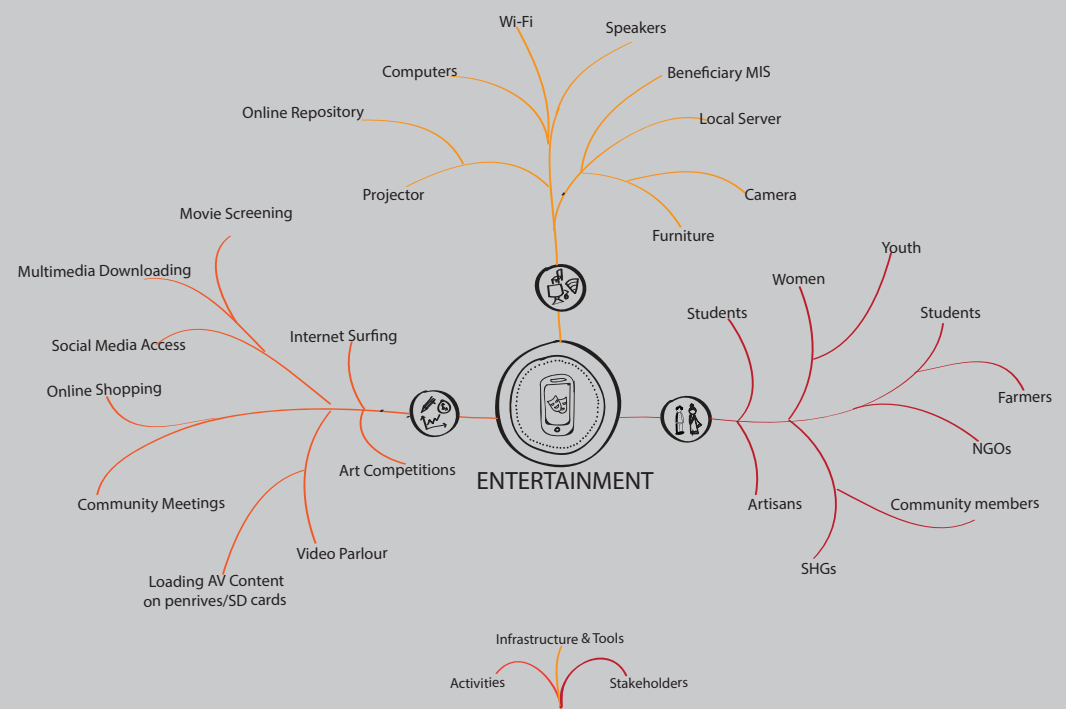 Wi-Fi
Speakers
Computers
Beneficiary MIS
Online Repository
Local Server
Projector
Camera
Furniture
Movie Screening
Multimedia Downloading
Social Media Access
Internet Surfing
Online Shopping
Community Meetings
Art Competitions
Video Parlour
Loading AV Content
on penrives/SD cards
ENTERTAINMENT
Youth
Women
Students
Students
Farmers
NGOs
Artisans
Community members
SHGs
Infrastructure & Tools
Activities
Stakeholders